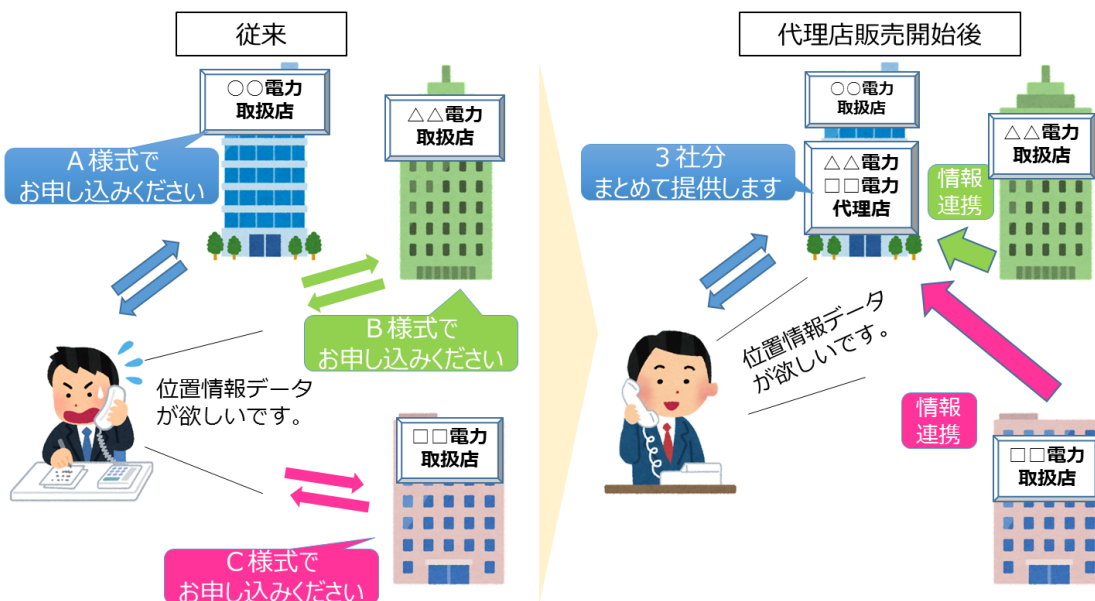 従来
○○電力
取扱店
△△電力
取扱店
A様式で
お申し込みください
B様式で
お申し込みください
位置情報データ
が欲しいです。
□□電力
取扱店
C様式で
お申し込みください
代理店販売開始後
○○電力
取扱店
△△電力
□□電力
代理店
3社分
まとめて提供します
△△電力
取扱店
情報
連携
位置情報データ
が欲しいです。
情報
連携
□□電力
取扱店